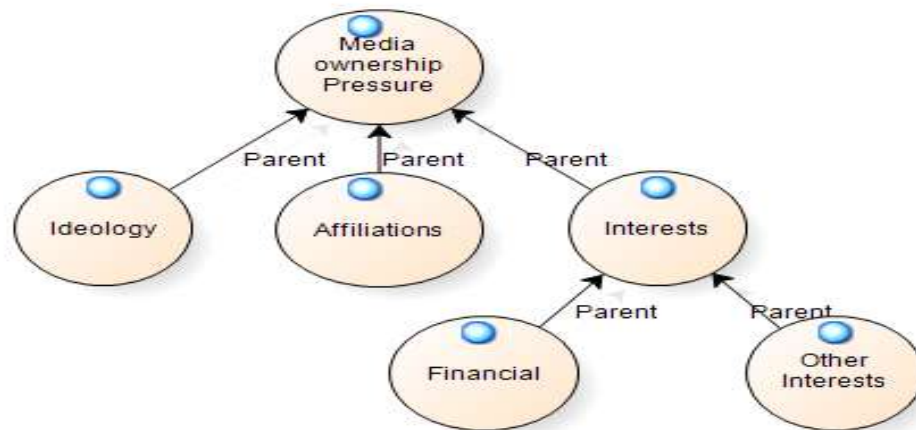 Media
ownership
Pressure
Parent
Parent
Parent
Ideology
Affiliations
Interests
Parent
Parent
Financial
Other
Interests